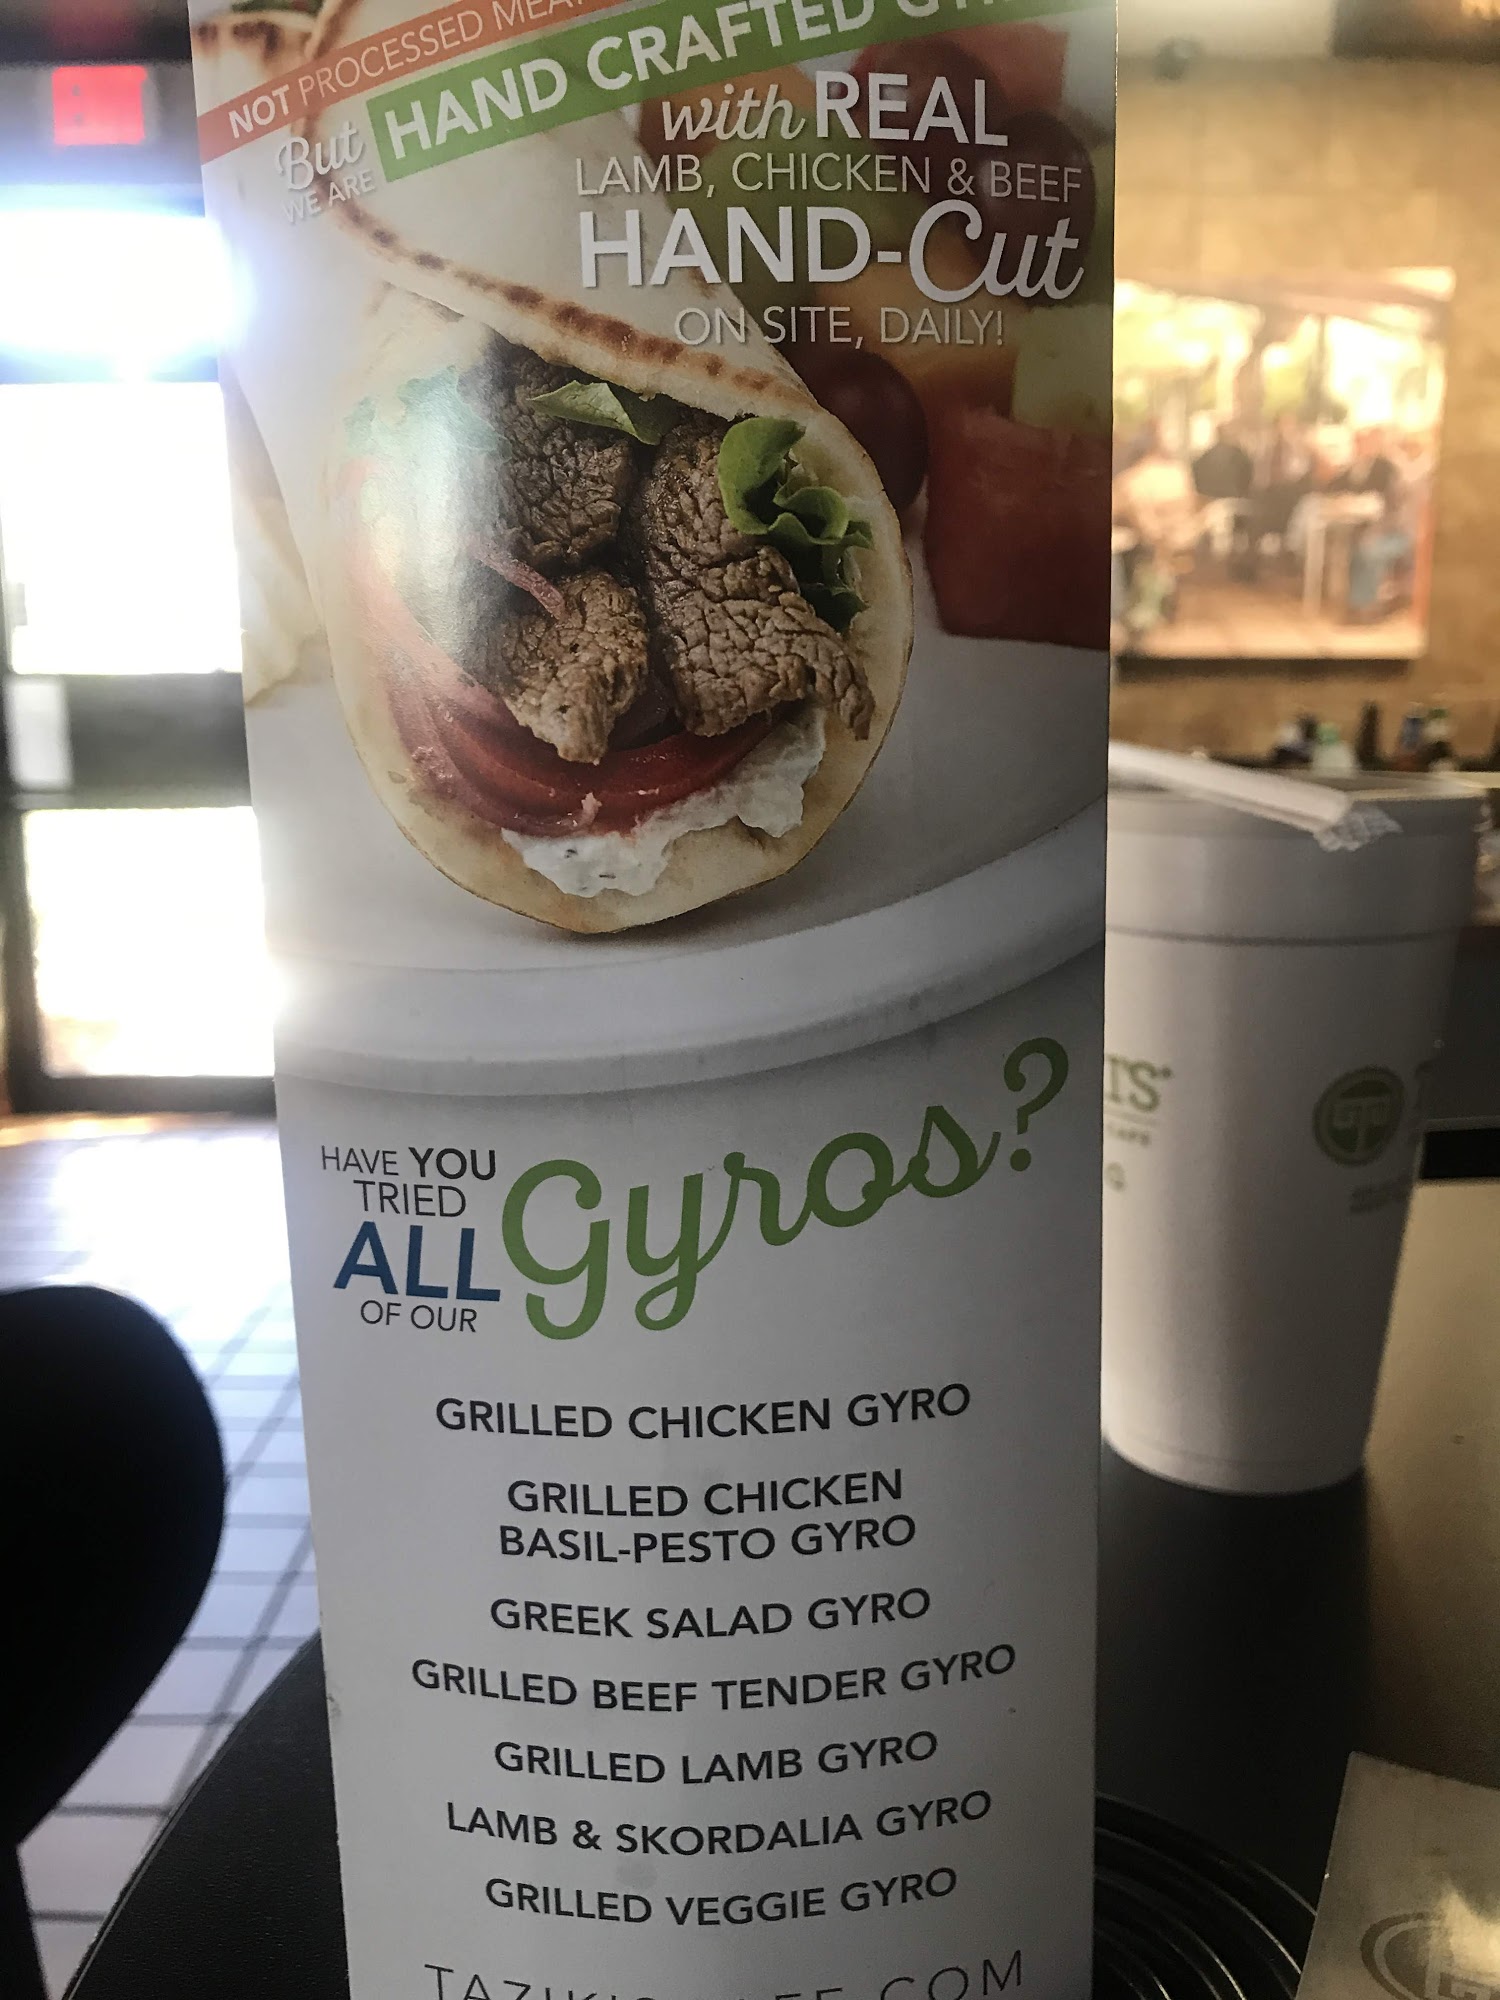 NOT PROCESSED
But
WE ARE
HAND CRAFTED
with REAL
LAMB, CHICKEN & BEEF
HAND-Cut
ON SITE, DAILY!
HAVE YOU
TRIED
ALL
OF OUR
Gyros?
GRILLED CHICKEN GYRO
GRILLED CHICKEN
BASIL-PESTO GYRO
GREEK SALAD GYRO
GRILLED BEEF TENDER GYRO
GRILLED LAMB GYRO
LAMB & SKORDALIA GYRO
GRILLED VEGGIE GYRO